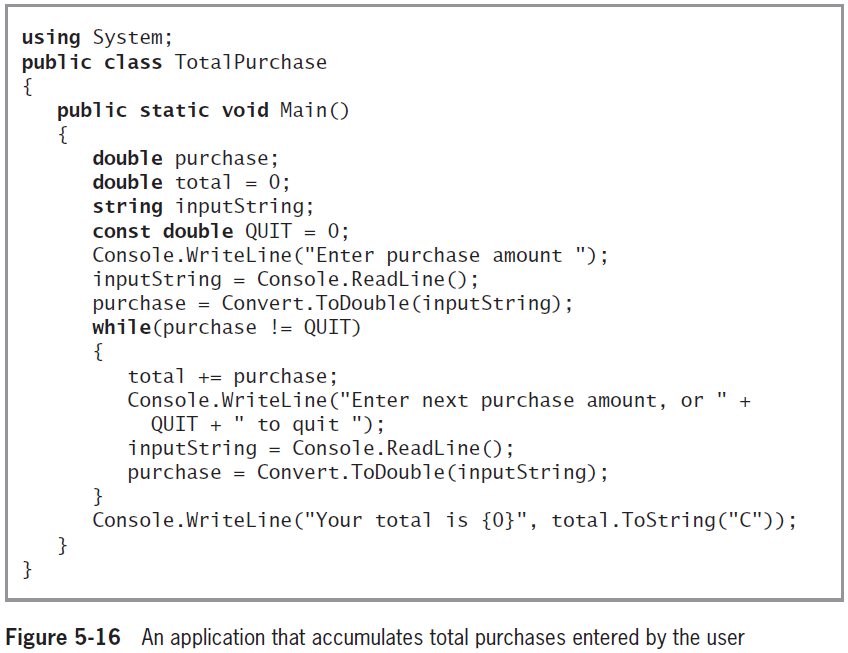 using System;
public class TotalPurchase
{
   public static void Main()
   {
      double purchase;
      double total = 0;
      string inputString;
      const double QUIT = 0;
      Console.WriteLine("Enter purchase amount ");
      inputString = Console.ReadLine();
      purchase = Convert.ToDouble(inputString);
      while(purchase != QUIT)
      {
         total += purchase;
         Console.WriteLine("Enter next purchase amount, or " +
           QUIT + " to quit ");
         inputString = Console.ReadLine();
         purchase = Convert.ToDouble(inputString);
      }
      Console.WriteLine("Your total is {0}", total.ToString("C"));
   }
}
Figure 5-16 An application that accumulates total purchases entered by the user